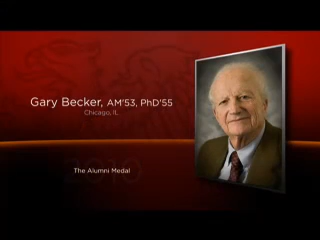 Gary Becker, AM'53, PhD'55
Chicago, IL
The Alumni Medal